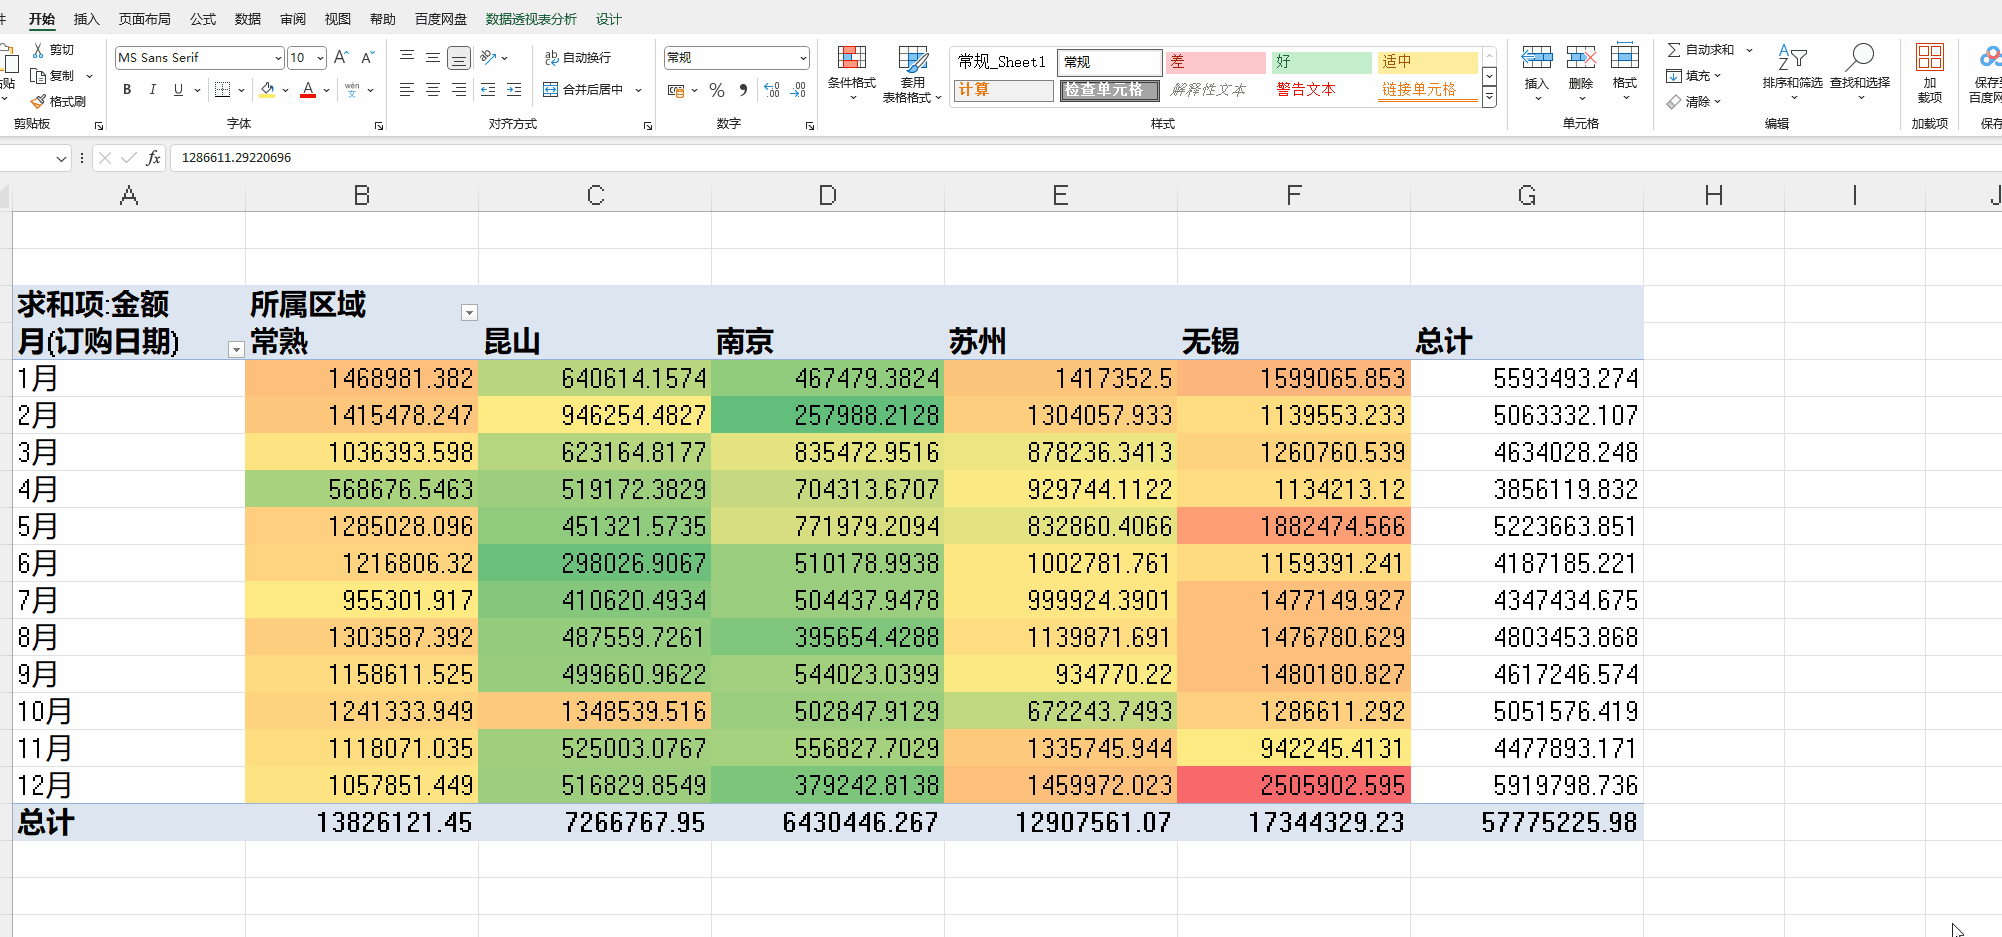 件 开始 插入 页面布局 公式 数据 审阅 视图 帮助 百度网盘 数据透视表分析 设计
剪切
复制
格式刷
粘贴
剪贴板
MS Sans Serif 10 A A
B I U A wén 文
字体
ab 自动换行
合并后居中
对齐方式
常规
% , .00
数字
条件格式
套用
表格格式
常规_Sheet1 常规 差 好 适中
计算 检查单元格 解释性文本 警告文本 链接单元格
样式
插入 删除 格式
单元格
自动求和
填充
清除
排序和筛选 查找和选择
编辑
加
载项
加载项
保存到
百度网
保存
fx 1286611.29220696
A B C D E F G H I J
求和项:金额 所属区域
月(订购日期) 常熟 昆山 南京 苏州 无锡 总计
1月 1468981.382 640614.1574 467479.3824 1417352.5 1599065.853 5593493.274
2月 1415478.247 946254.4827 257988.2128 1304057.933 1139553.233 5063332.107
3月 1036393.598 623164.8177 835472.9516 878236.3413 1260760.539 4634028.248
4月 568676.5463 519172.3829 704313.6707 929744.1122 1134213.12 3856119.832
5月 1285028.096 451321.5735 771979.2094 832860.4066 1882474.566 5223663.851
6月 1216806.32 298026.9067 510178.9938 1002781.761 1159391.241 4187185.221
7月 955301.917 410620.4934 504437.9478 999924.3901 1477149.927 4347434.675
8月 1303587.392 487559.7261 395654.4288 1139871.691 1476780.629 4803453.868
9月 1158611.525 499660.9622 544023.0399 934770.22 1480180.827 4617246.574
10月 1241333.949 1348539.516 502847.9129 672243.7493 1286611.292 5051576.419
11月 1118071.035 525003.0767 556827.7029 1335745.944 942245.4131 4477893.171
12月 1057851.449 516829.8549 379242.8138 1459972.023 2505902.595 5919798.736
总计 13826121.45 7266767.95 6430446.267 12907561.07 17344329.23 57775225.98